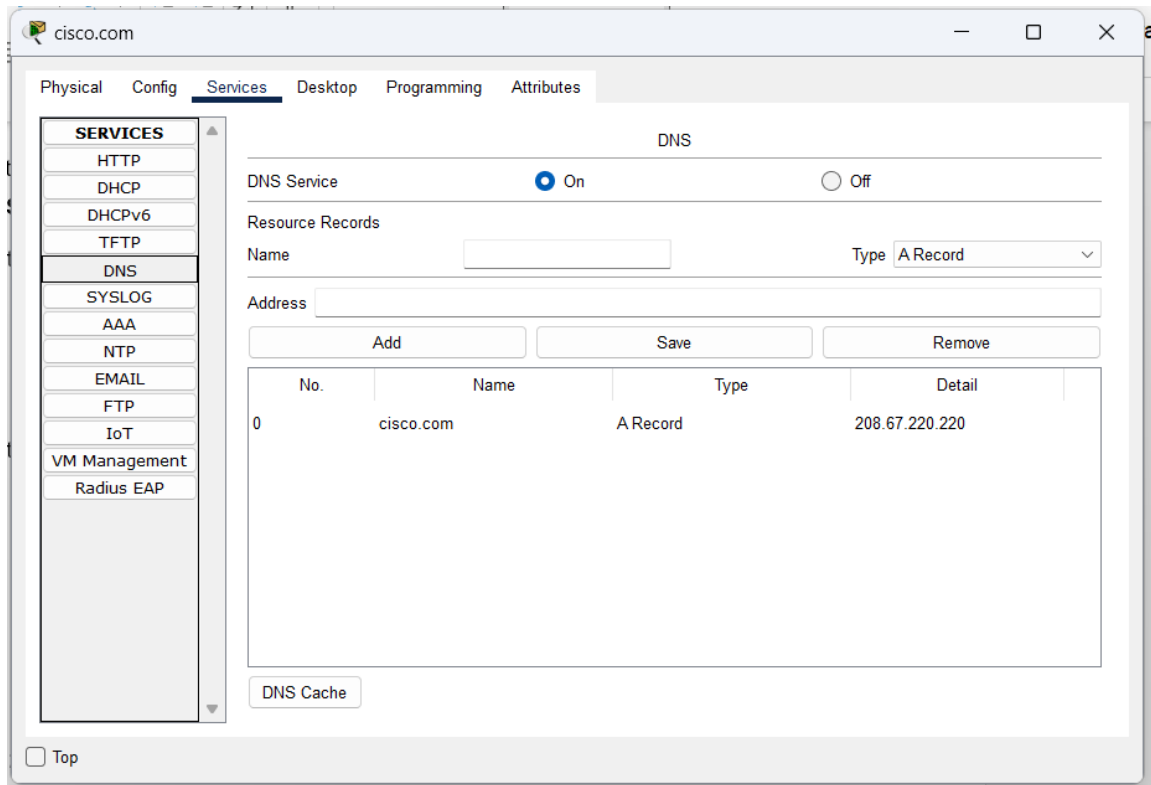 cisco.com
Physical Config Services Desktop Programming Attributes
SERVICES
HTTP
DHCP
DHCPv6
TFTP
DNS
SYSLOG
AAA
NTP
EMAIL
FTP
IoT
VM Management
Radius EAP
DNS
DNS Service On Off
Resource Records
Name Type A Record
Address
Add Save Remove
No. Name Type Detail
0 cisco.com A Record 208.67.220.220
DNS Cache
Top